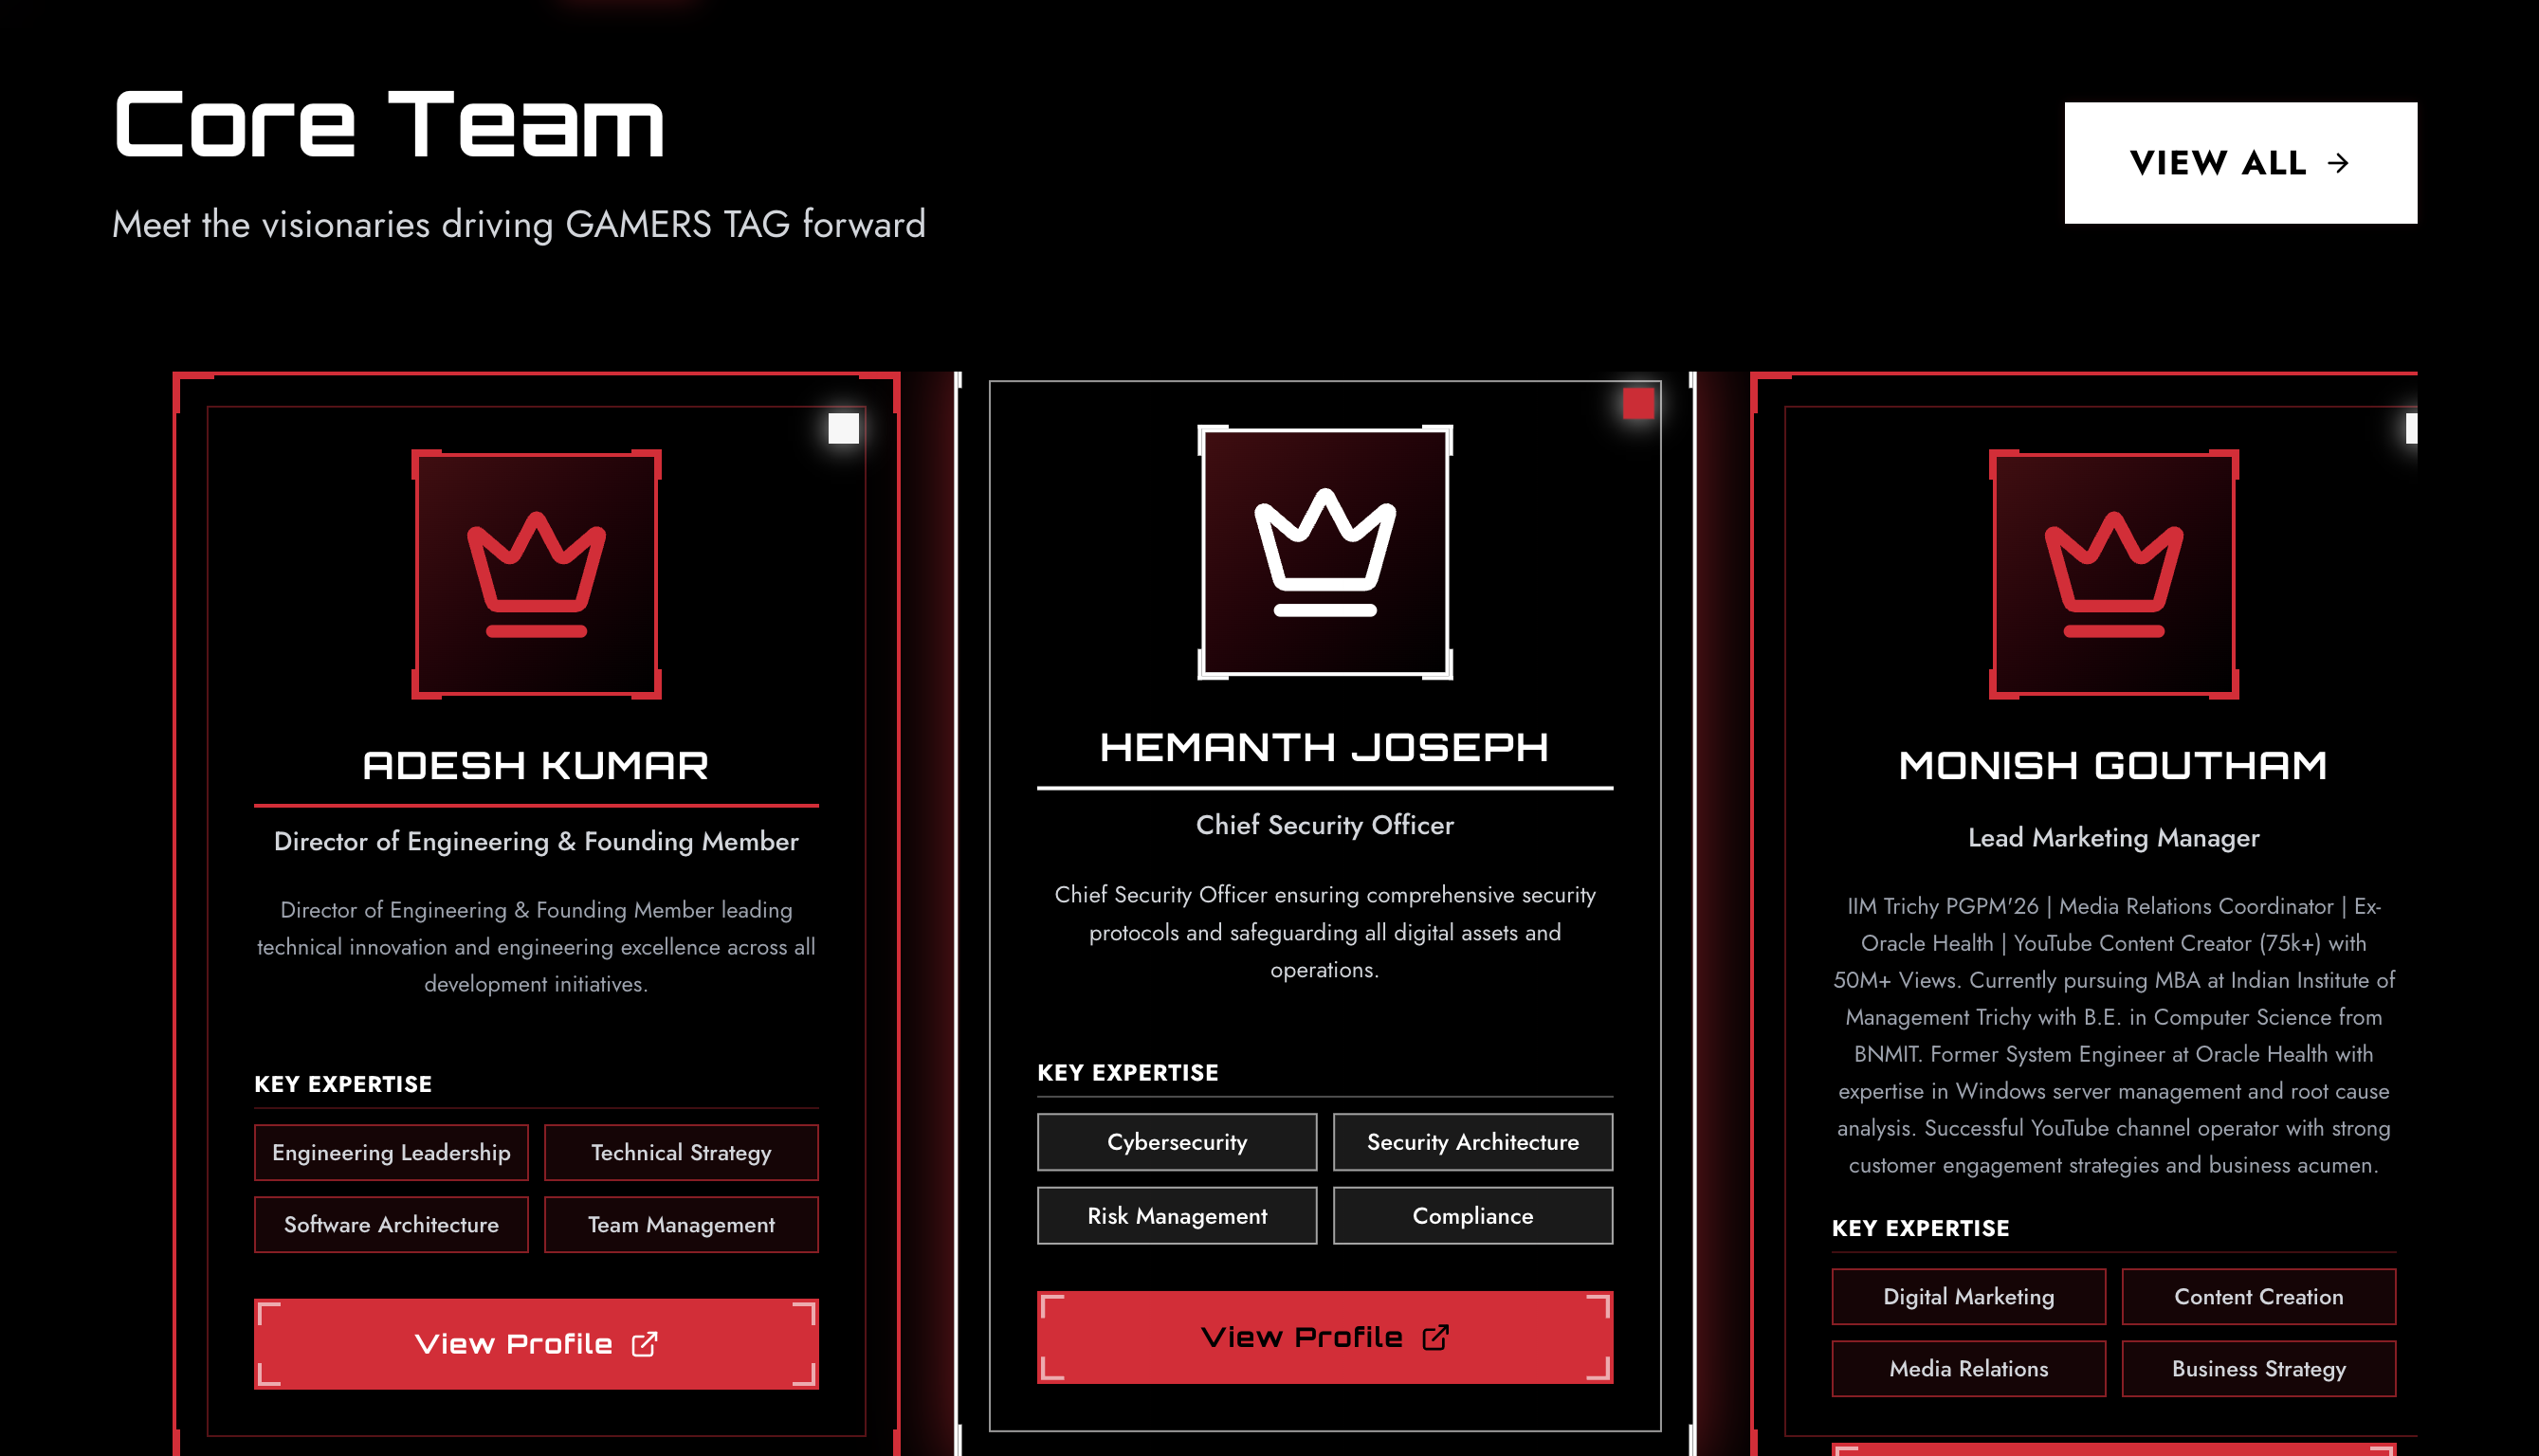 Core Team
VIEW ALL
Meet the visionaries driving GAMERS TAG forward
ADESH KUMAR
Director of Engineering & Founding Member
Director of Engineering & Founding Member leading
technical innovation and engineering excellence across all
development initiatives.
KEY EXPERTISE
Engineering Leadership
Technical Strategy
Software Architecture
Team Management
View Profile
HEMANTH JOSEPH
Chief Security Officer
Chief Security Officer ensuring comprehensive security
protocols and safeguarding all digital assets and
operations.
KEY EXPERTISE
Cybersecurity
Security Architecture
Risk Management
Compliance
View Profile
MONISH GOUTHAM
Lead Marketing Manager
IIM Trichy PGPM'26 | Media Relations Coordinator | Ex-
Oracle Health | YouTube Content Creator (75k+) with
50M+ Views. Currently pursuing MBA at Indian Institute of
Management Trichy with B.E. in Computer Science from
BNMIT. Former System Engineer at Oracle Health with
expertise in Windows server management and root cause
analysis. Successful YouTube channel operator with strong
customer engagement strategies and business acumen.
KEY EXPERTISE
Digital Marketing
Content Creation
Media Relations
Business Strategy